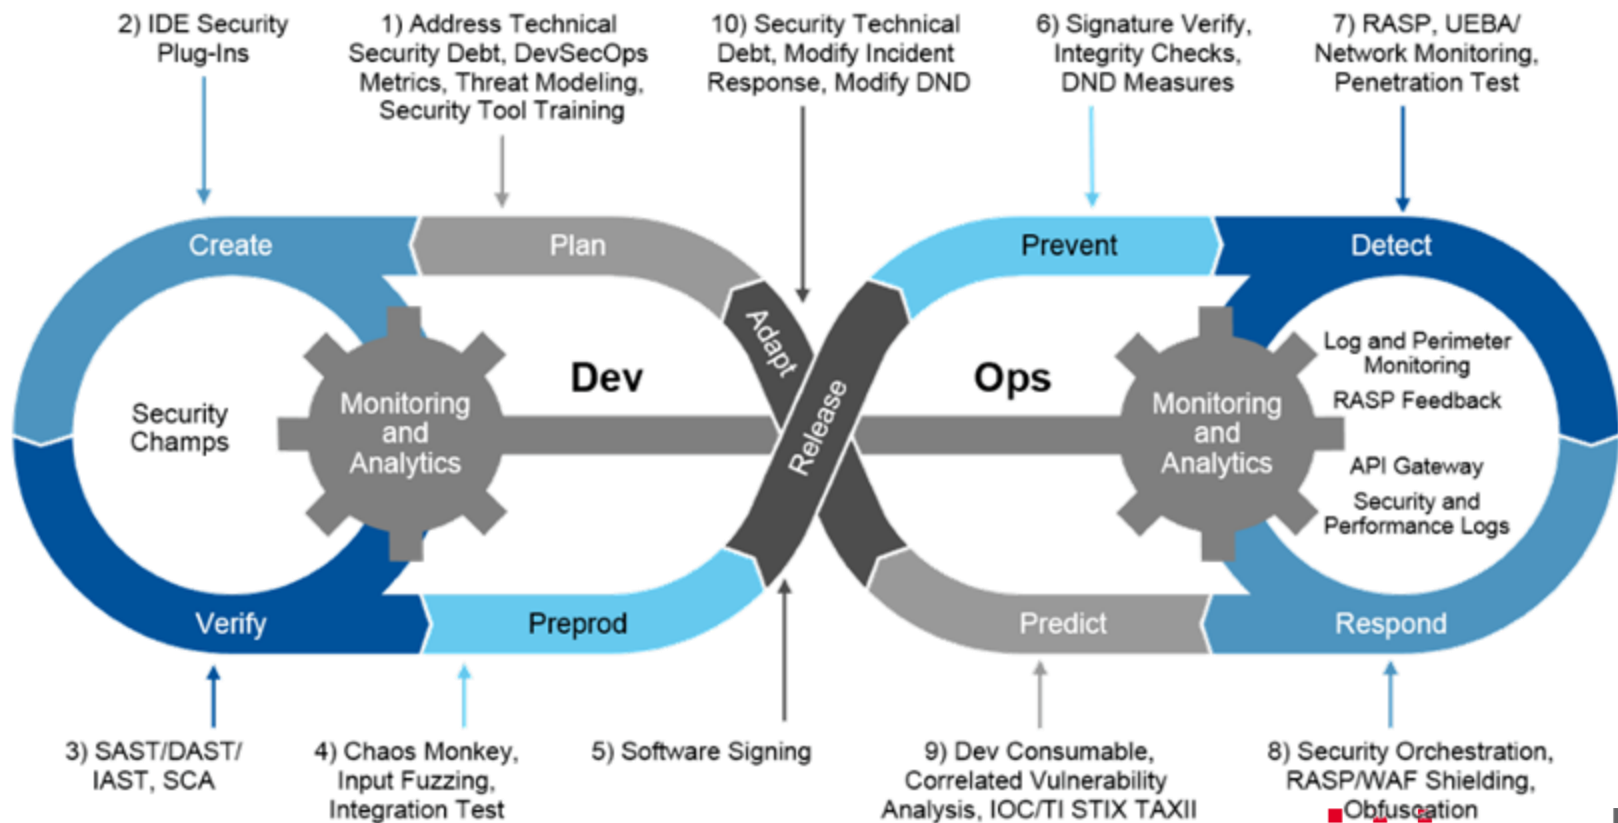 2) IDE Security
Plug-Ins
1) Address Technical
Security Debt, DevSecOps
Metrics, Threat Modeling,
Security Tool Training
10) Security Technical
Debt, Modify Incident
Response, Modify DND
6) Signature Verify,
Integrity Checks,
DND Measures
7) RASP, UEBA/
Network Monitoring,
Penetration Test
Create
Plan
Adapt
Release
Prevent
Detect
Dev
Ops
Security
Champs
Monitoring
and
Analytics
Monitoring
and
Analytics
Log and Perimeter
Monitoring
RASP Feedback
API Gateway
Security and
Performance Logs
Verify
Preprod
Predict
Respond
3) SAST/DAST/
IAST, SCA
4) Chaos Monkey,
Input Fuzzing,
Integration Test
5) Software Signing
9) Dev Consumable,
Correlated Vulnerability
Analysis, IOC/TI STIX TAXII
8) Security Orchestration,
RASP/WAF Shielding,
Obfuscation